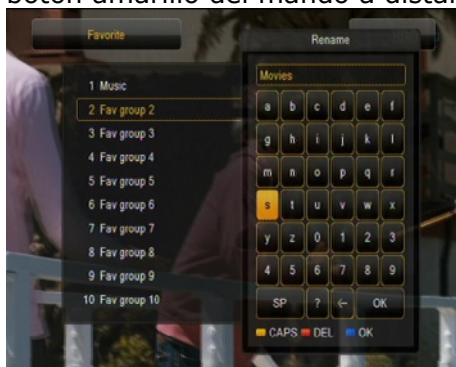 botón amarillo del mando a dista
Favorite
Rename
Movies
1 Music
2 Fav group 2
3 Fav group 3
4 Fav group 4
5 Fav group 5
6 Fav group 6
7 Fav group 7
8 Fav group 8
9 Fav group 9
10 Fav group 10
a b c d e f
g h i j k l
m n o p q r
s t u v w x
y z 0 1 2 3
4 5 6 7 8 9
SP ? <- OK
CAPS DEL OK